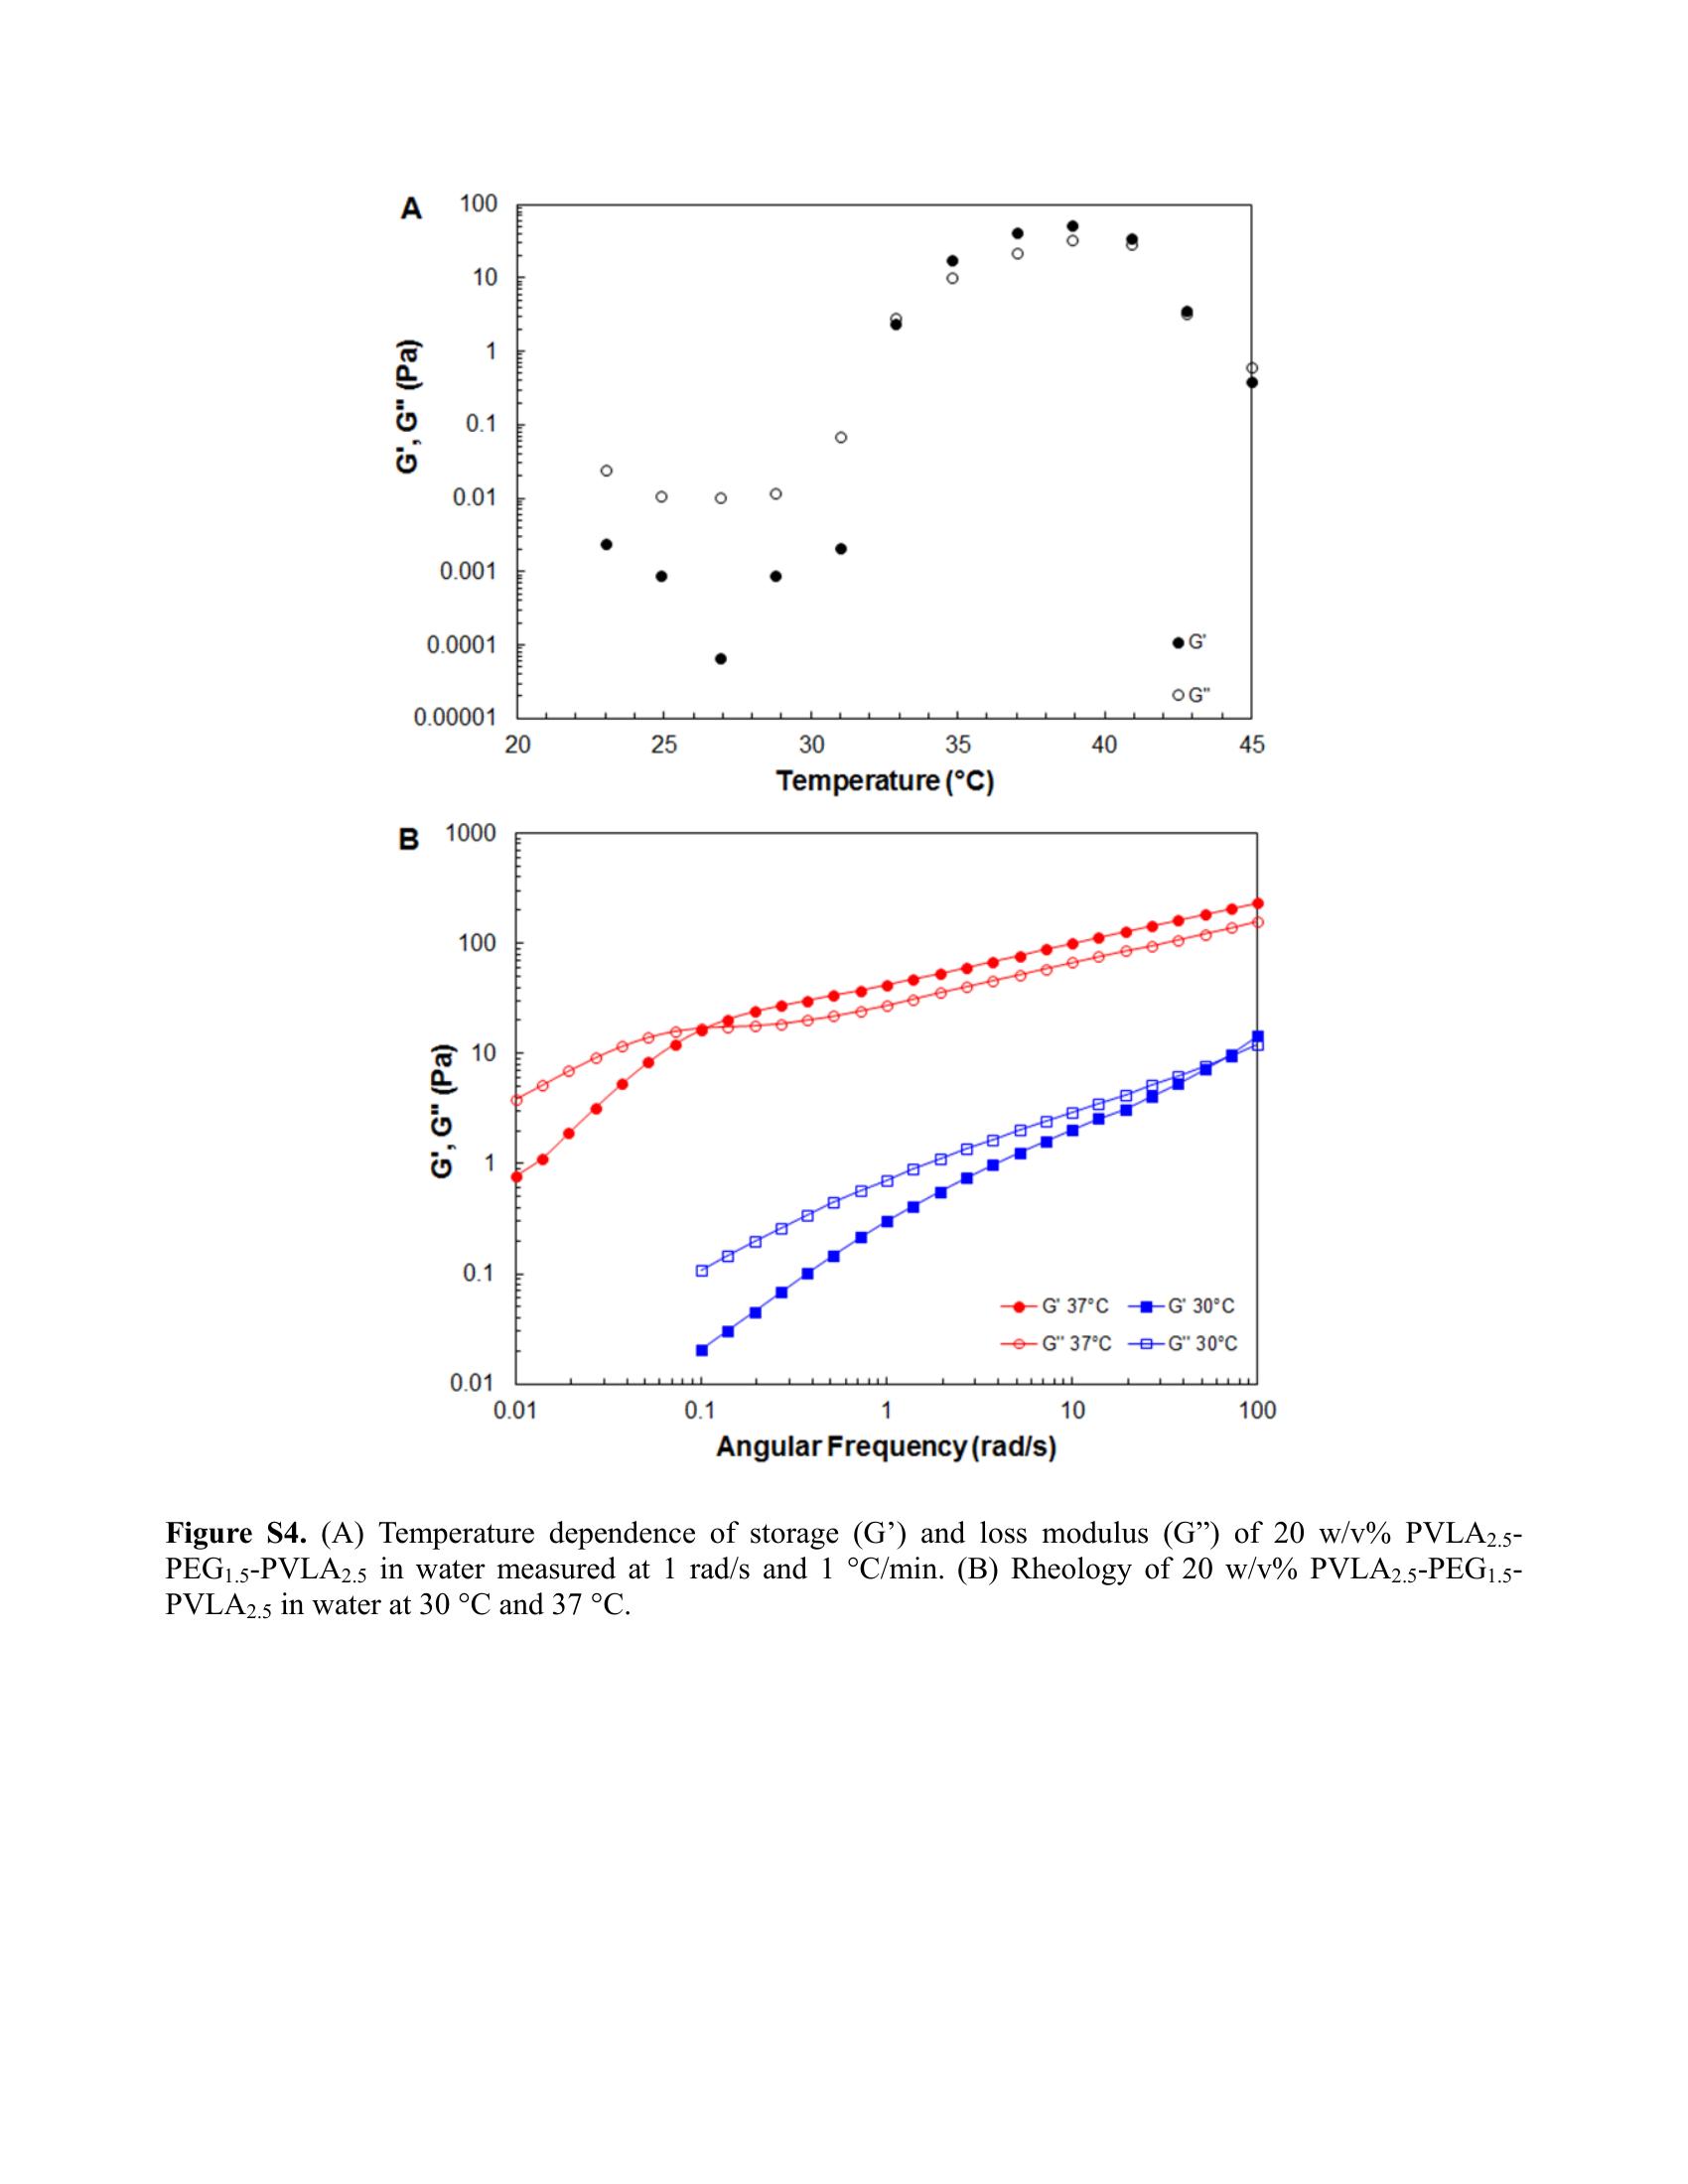 A
100
10
1
0.1
0.01
0.001
0.0001
0.00001
G', G" (Pa)
G'
G"
20 25 30 35 40 45
Temperature (°C)
B
1000
100
10
1
0.1
0.01
G', G" (Pa)
G' 37°C G' 30°C
G" 37°C G" 30°C
0.01 0.1 1 10 100
Angular Frequency (rad/s)
Figure S4. (A) Temperature dependence of storage (G’) and loss modulus (G”) of 20 w/v% PVLA2.5-
PEG1.5-PVLA2.5 in water measured at 1 rad/s and 1 °C/min. (B) Rheology of 20 w/v% PVLA2.5-PEG1.5-
PVLA2.5 in water at 30 °C and 37 °C.